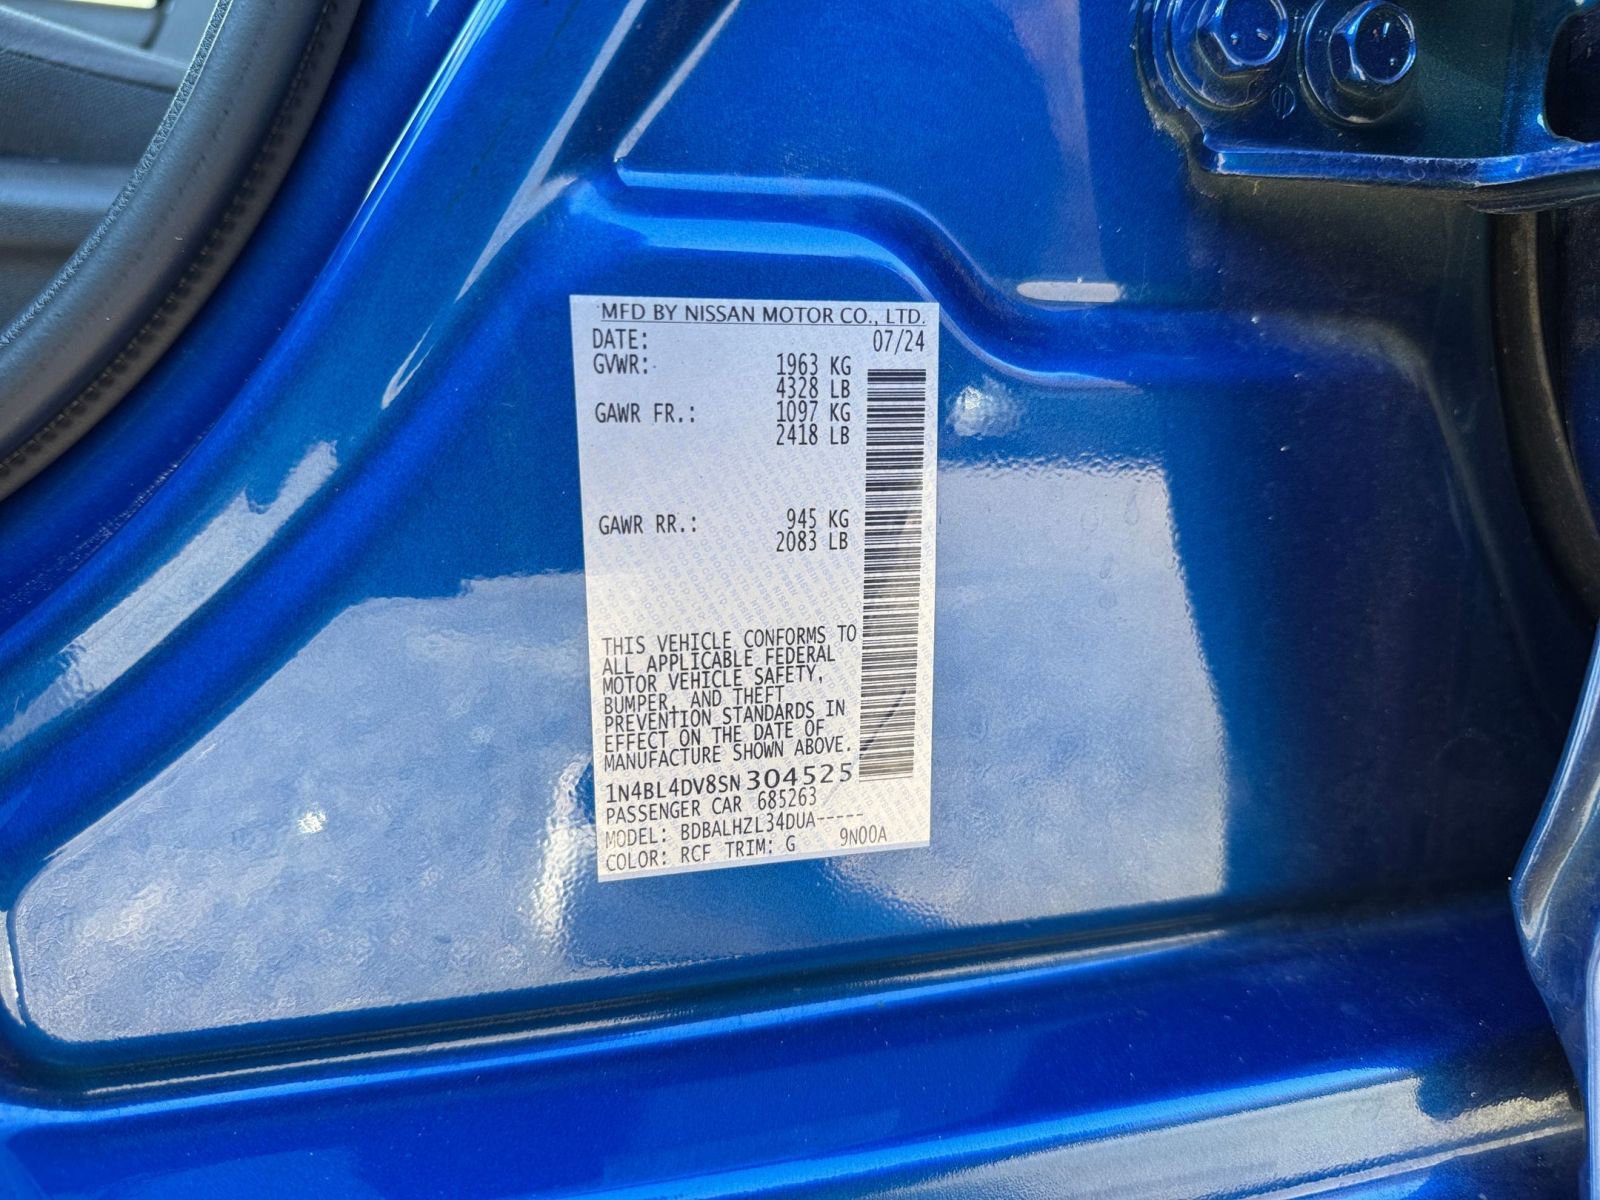 MFD BY NISSAN MOTOR CO., LTD.
DATE: 07/24
GVWR: 1963 KG
4328 LB
GAWR FR.: 1097 KG
2418 LB
GAWR RR.: 945 KG
2083 LB
THIS VEHICLE CONFORMS TO
ALL APPLICABLE FEDERAL
MOTOR VEHICLE SAFETY,
BUMPER, AND THEFT
PREVENTION STANDARDS IN
EFFECT ON THE DATE OF
MANUFACTURE SHOWN ABOVE.
1N4BL4DV8SN304525
PASSENGER CAR 685263
MODEL: BDBALHZL34DUA-----
COLOR: RCF TRIM: G 9N00A